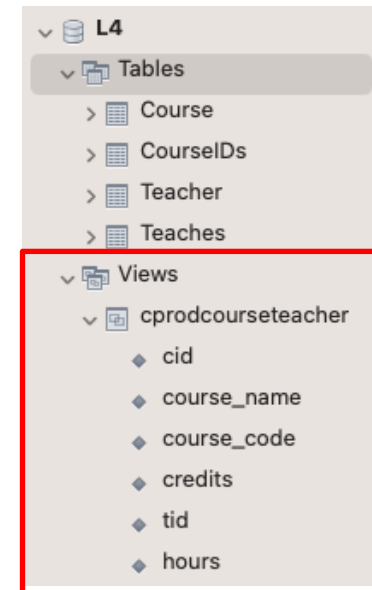 L4
Tables
Course
CourseIDs
Teacher
Teaches
Views
cprodcourseteacher
cid
course_name
course_code
credits
tid
hours